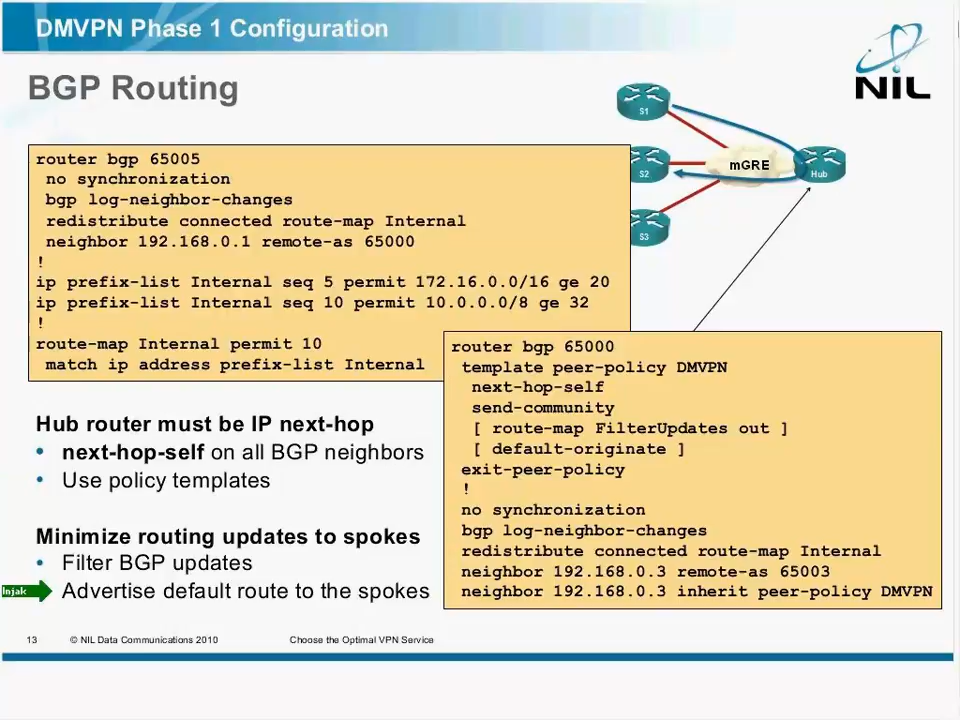 DMVPN Phase 1 Configuration
BGP Routing
NIL
S1
S2
S3
mGRE
Hub
router bgp 65005
no synchronization
bgp log-neighbor-changes
redistribute connected route-map Internal
neighbor 192.168.0.1 remote-as 65000
!
ip prefix-list Internal seq 5 permit 172.16.0.0/16 ge 20
ip prefix-list Internal seq 10 permit 10.0.0.0/8 ge 32
!
route-map Internal permit 10
match ip address prefix-list Internal
router bgp 65000
template peer-policy DMVPN
next-hop-self
send-community
[ route-map FilterUpdates out ]
[ default-originate ]
exit-peer-policy
!
no synchronization
bgp log-neighbor-changes
redistribute connected route-map Internal
neighbor 192.168.0.3 remote-as 65003
neighbor 192.168.0.3 inherit peer-policy DMVPN
Hub router must be IP next-hop
• next-hop-self on all BGP neighbors
• Use policy templates
Minimize routing updates to spokes
• Filter BGP updates
Injak
Advertise default route to the spokes
13 © NIL Data Communications 2010 Choose the Optimal VPN Service